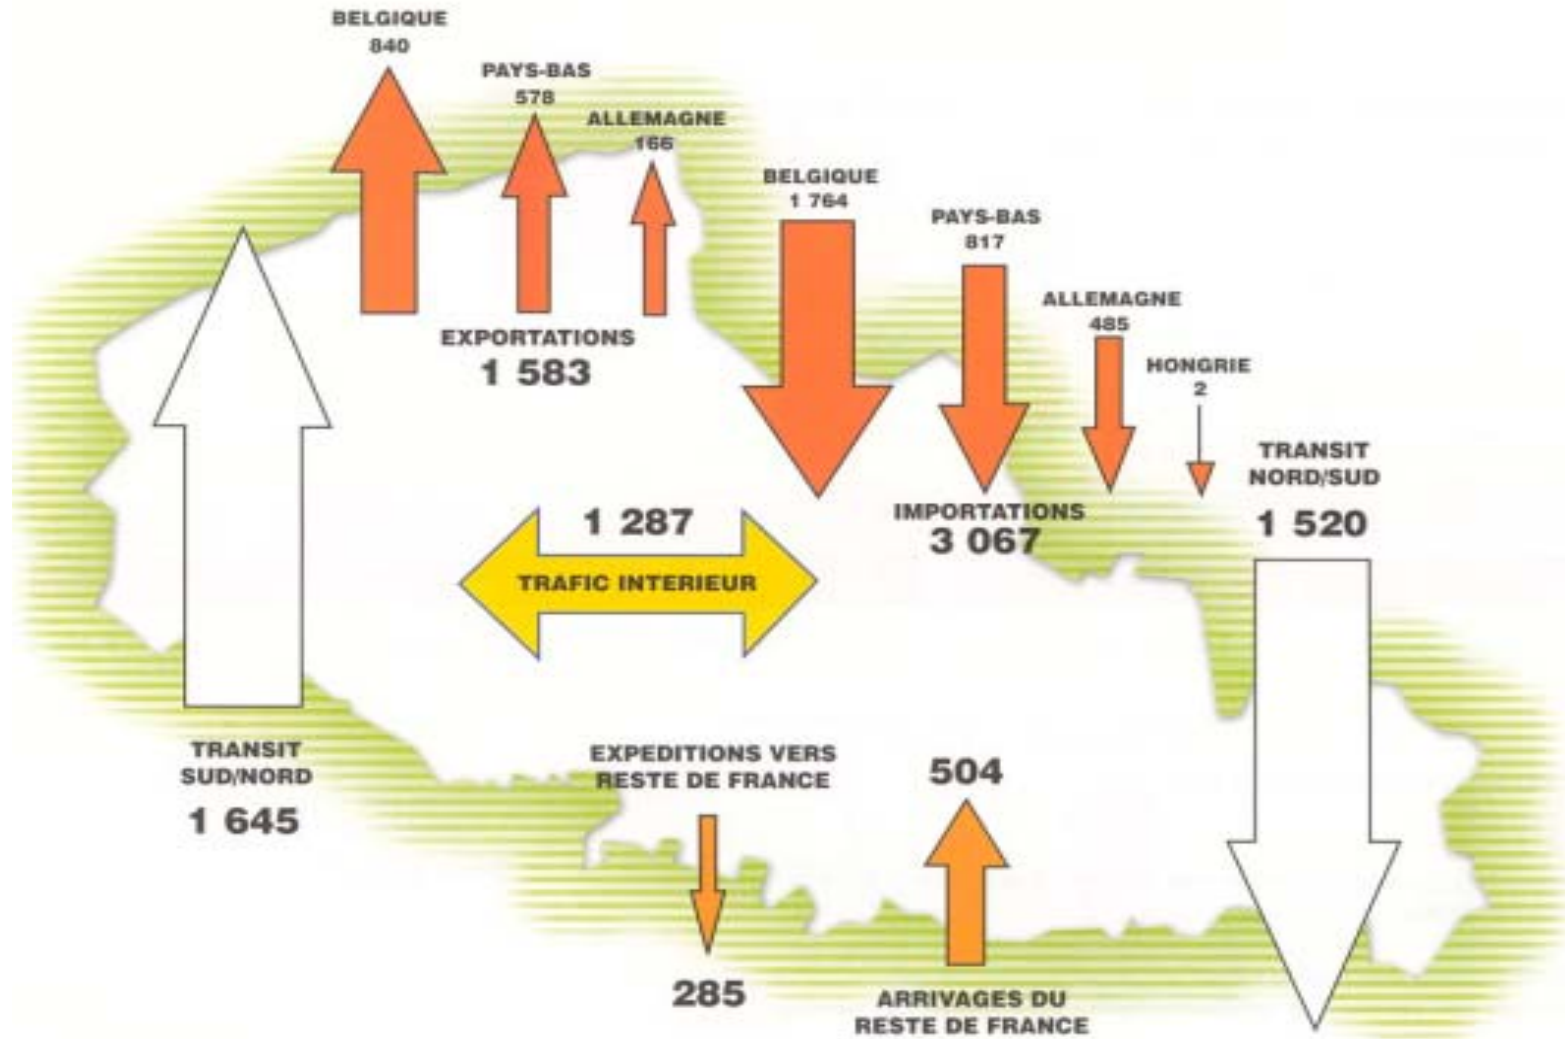 BELGIQUE
840
PAYS-BAS
578
ALLEMAGNE
166
EXPORTATIONS
1 583
BELGIQUE
1 764
PAYS-BAS
817
ALLEMAGNE
485
HONGRIE
2
IMPORTATIONS
3 067
TRANSIT
NORD/SUD
1 520
1 287
TRAFIC INTERIEUR
TRANSIT
SUD/NORD
1 645
EXPEDITIONS VERS
RESTE DE FRANCE
285
504
ARRIVAGES DU
RESTE DE FRANCE